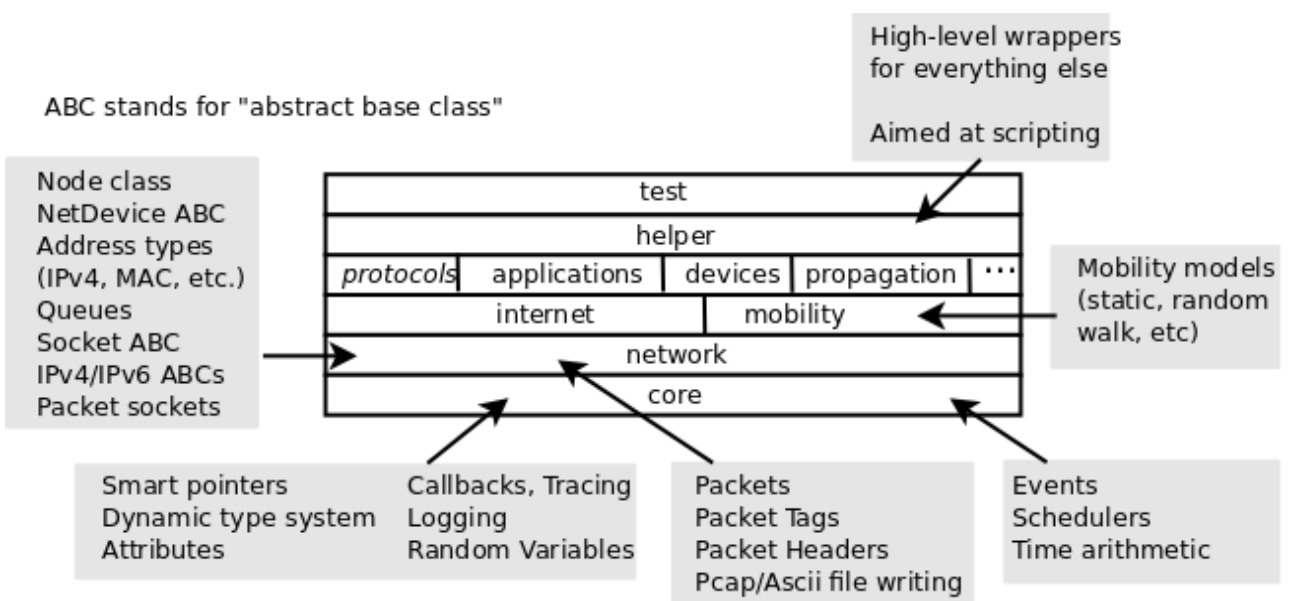 High-level wrappers
for everything else
Aimed at scripting
ABC stands for "abstract base class"
Node class
NetDevice ABC
Address types
(IPv4, MAC, etc.)
Queues
Socket ABC
IPv4/IPv6 ABCs
Packet sockets
test
helper
protocols applications devices propagation ...
internet mobility
network
core
Mobility models
(static, random
walk, etc)
Smart pointers
Dynamic type system
Attributes
Callbacks, Tracing
Logging
Random Variables
Packets
Packet Tags
Packet Headers
Pcap/Ascii file writing
Events
Schedulers
Time arithmetic